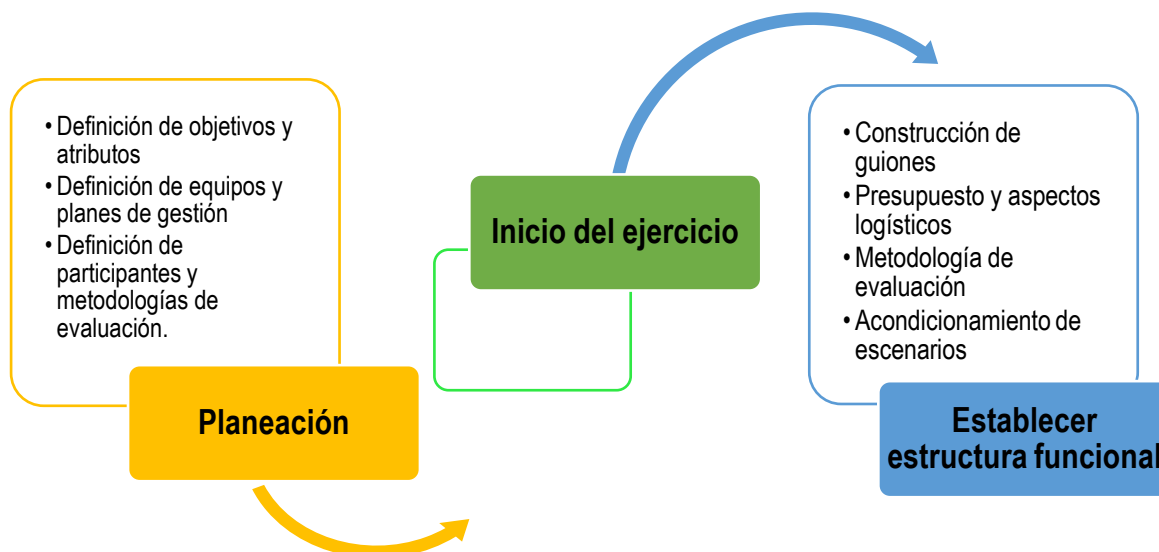 • Definición de objetivos y
atributos
• Definición de equipos y
planes de gestión
• Definición de
participantes y
metodologías de
evaluación.
Planeación
Inicio del ejercicio
• Construcción de
guiones
• Presupuesto y aspectos
logísticos
• Metodología de
evaluación
• Acondicionamiento de
escenarios
Establecer
estructura funcional